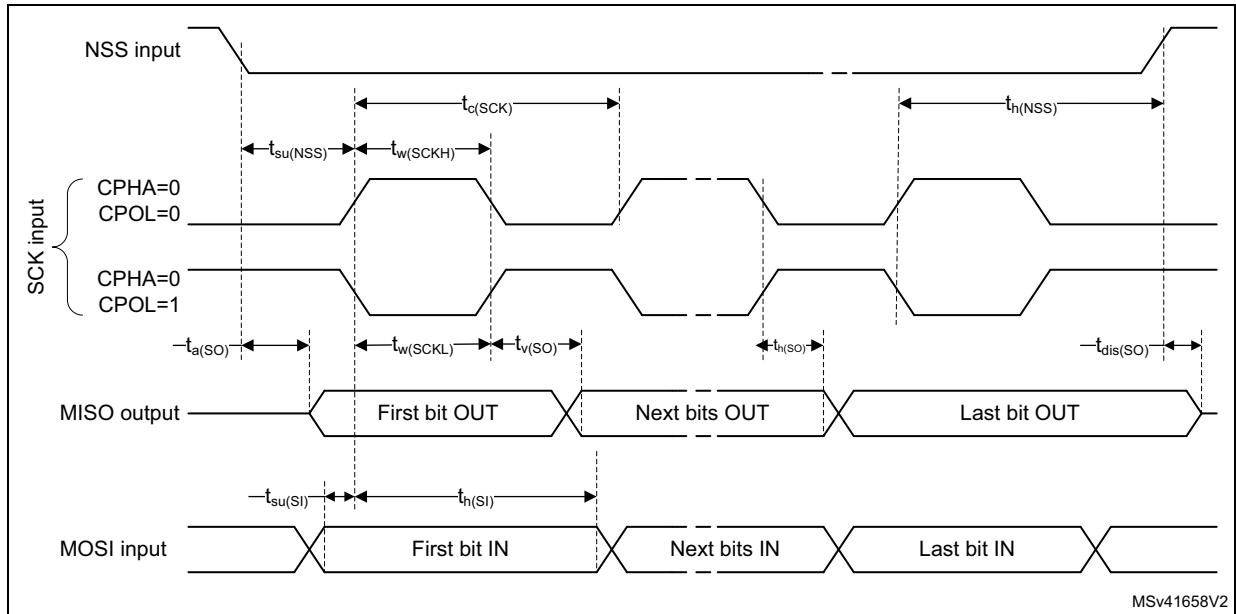 NSS input
tc(SCK)
th(NSS)
tsu(NSS)
tw(SCKH)
SCK input
CPHA=0
CPOL=0
CPHA=0
CPOL=1
ta(SO)
tw(SCKL)
tv(SO)
th(SO)
tdis(SO)
MISO output
First bit OUT
Next bits OUT
Last bit OUT
tsu(SI)
th(SI)
MOSI input
First bit IN
Next bits IN
Last bit IN
MSv41658V2